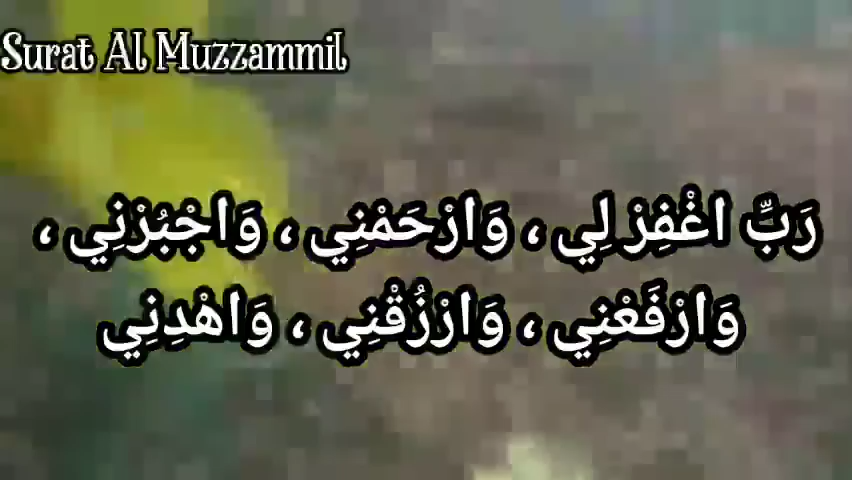 Surat Al Muzzammil
رَبِّ اغْفِرْ لِي ، وَارْحَمْنِي ، وَاجْبُرْنِي ،
وَارْفَعْنِي ، وَارْزُقْنِي ، وَاهْدِنِي